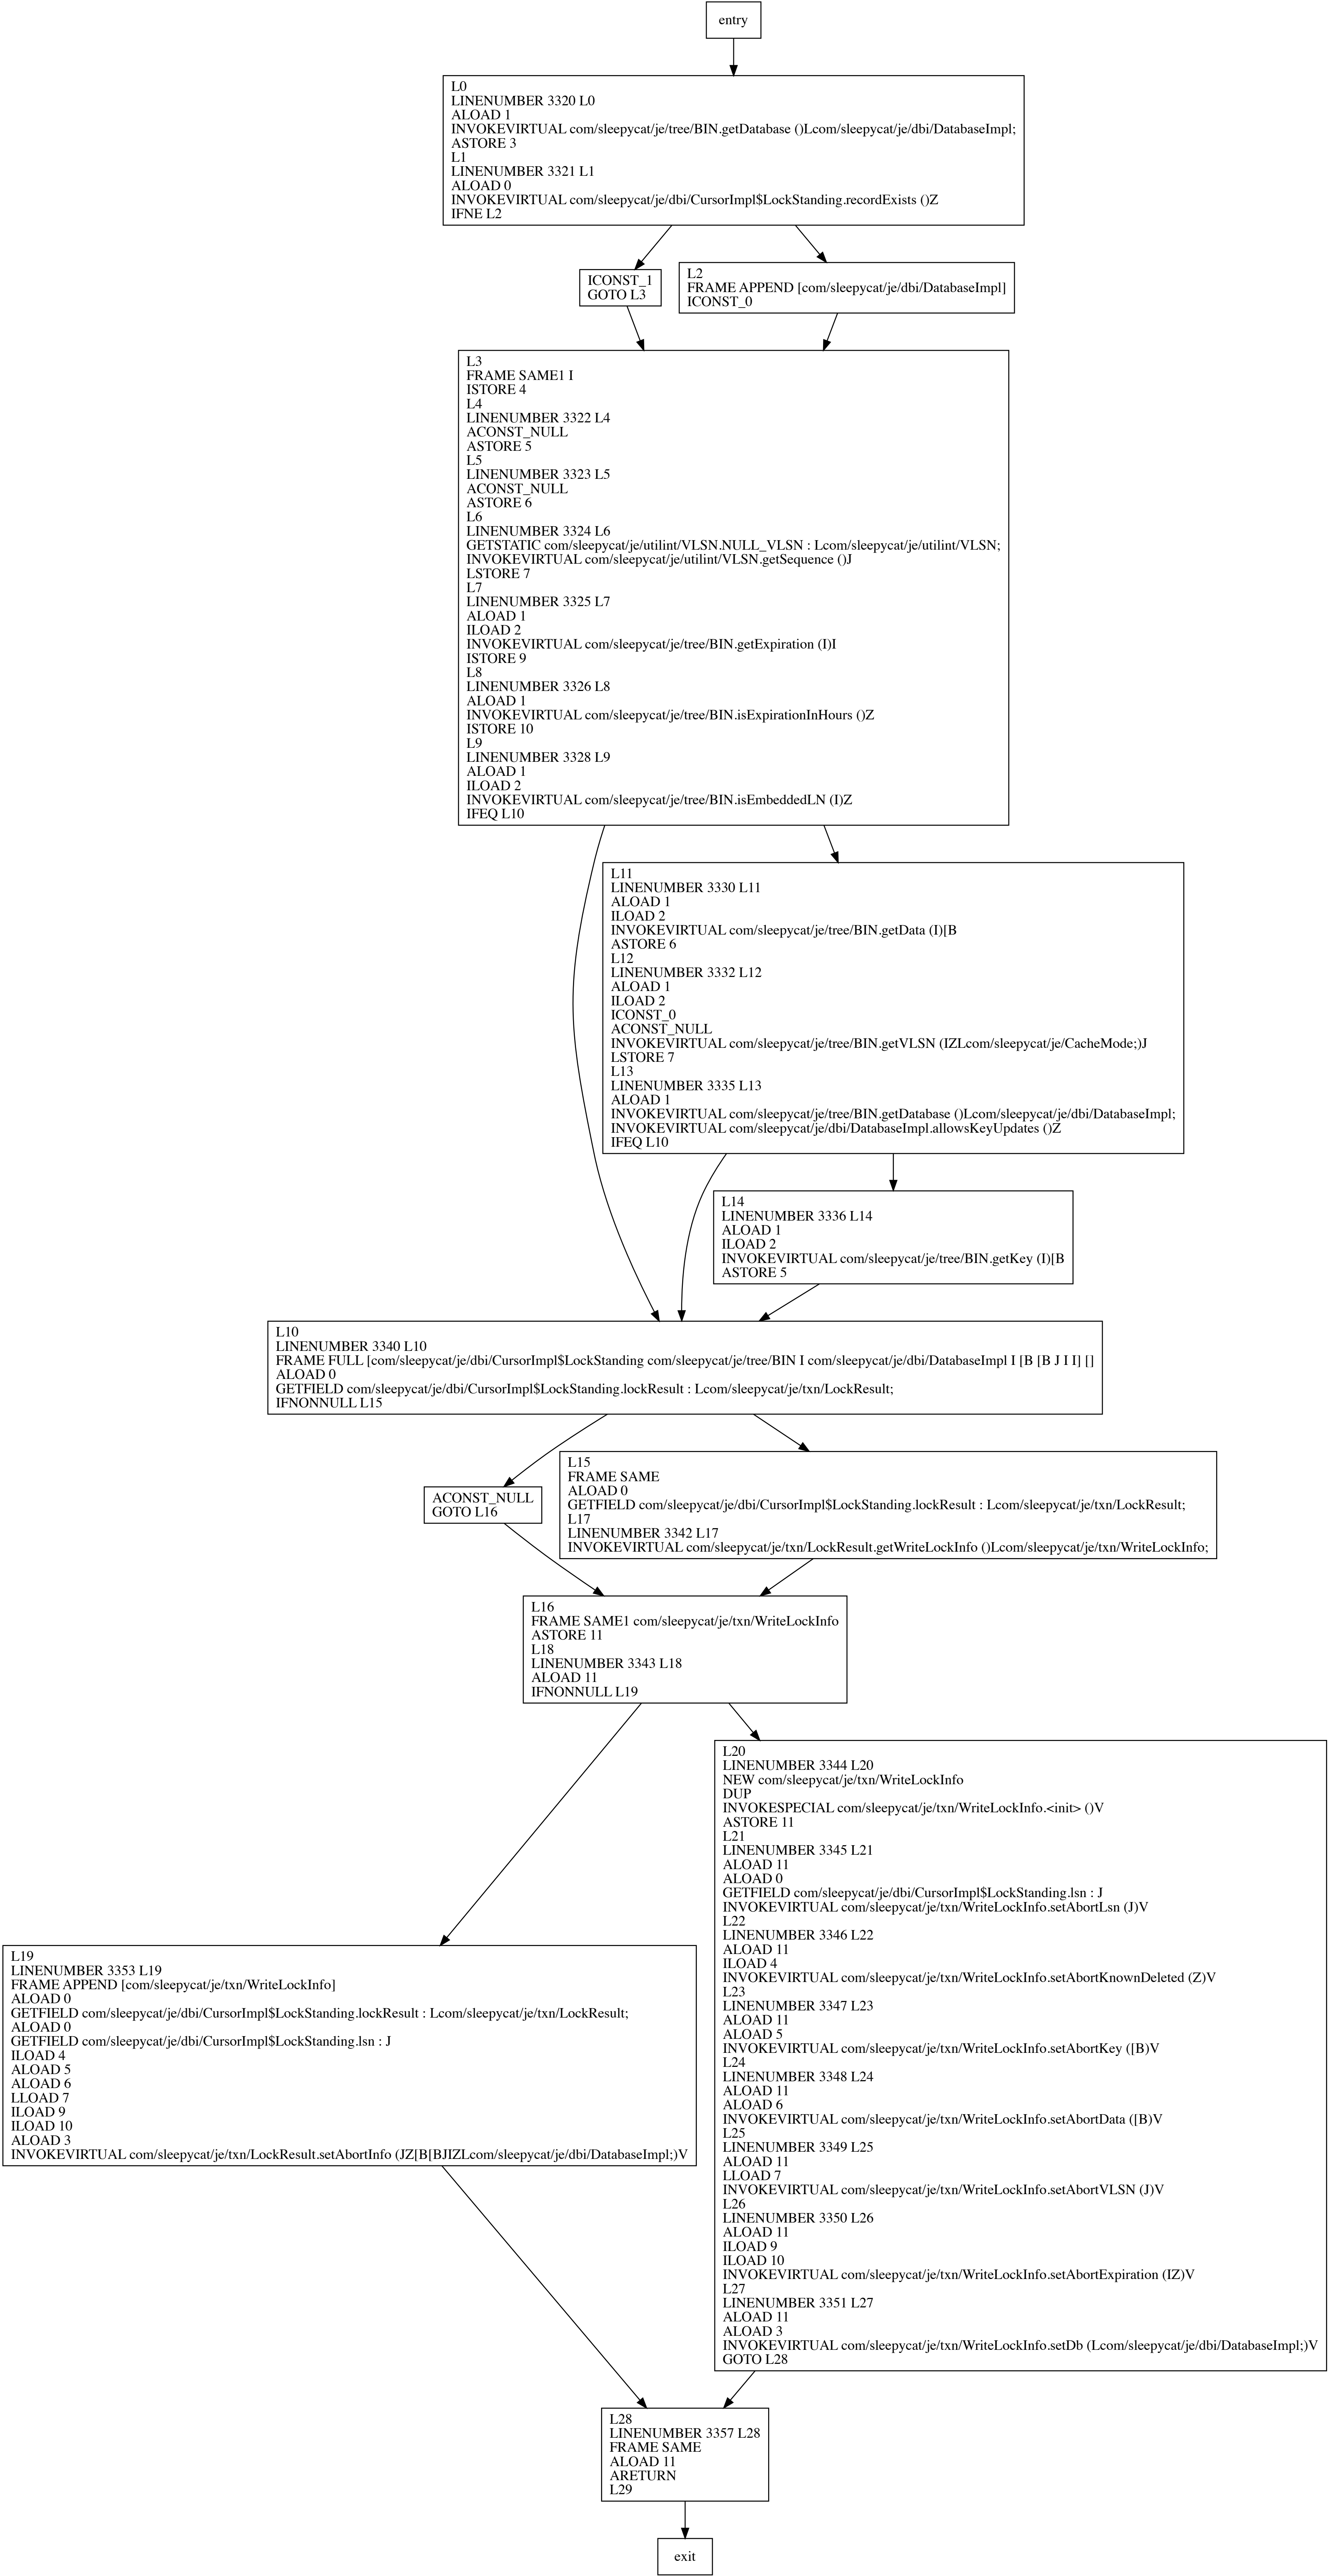 entry
L0
LINENUMBER 3320 L0
ALOAD 1
INVOKEVIRTUAL com/sleepycat/je/tree/BIN.getDatabase ()Lcom/sleepycat/je/dbi/DatabaseImpl;
ASTORE 3
L1
LINENUMBER 3321 L1
ALOAD 0
INVOKEVIRTUAL com/sleepycat/je/dbi/CursorImpl$LockStanding.recordExists ()Z
IFNE L2
ICONST_1
GOTO L3
L2
FRAME APPEND [com/sleepycat/je/dbi/DatabaseImpl]
ICONST_0
L3
FRAME SAME1 I
ISTORE 4
L4
LINENUMBER 3322 L4
ACONST_NULL
ASTORE 5
L5
LINENUMBER 3323 L5
ACONST_NULL
ASTORE 6
L6
LINENUMBER 3324 L6
GETSTATIC com/sleepycat/je/utilint/VLSN.NULL_VLSN : Lcom/sleepycat/je/utilint/VLSN;
INVOKEVIRTUAL com/sleepycat/je/utilint/VLSN.getSequence ()J
LSTORE 7
L7
LINENUMBER 3325 L7
ALOAD 1
ILOAD 2
INVOKEVIRTUAL com/sleepycat/je/tree/BIN.getExpiration (I)I
ISTORE 9
L8
LINENUMBER 3326 L8
ALOAD 1
INVOKEVIRTUAL com/sleepycat/je/tree/BIN.isExpirationInHours ()Z
ISTORE 10
L9
LINENUMBER 3328 L9
ALOAD 1
ILOAD 2
INVOKEVIRTUAL com/sleepycat/je/tree/BIN.isEmbeddedLN (I)Z
IFEQ L10
L11
LINENUMBER 3330 L11
ALOAD 1
ILOAD 2
INVOKEVIRTUAL com/sleepycat/je/tree/BIN.getData (I)[B
ASTORE 6
L12
LINENUMBER 3332 L12
ALOAD 1
ILOAD 2
ICONST_0
ACONST_NULL
INVOKEVIRTUAL com/sleepycat/je/tree/BIN.getVLSN (IZLcom/sleepycat/je/CacheMode;)J
LSTORE 7
L13
LINENUMBER 3335 L13
ALOAD 1
INVOKEVIRTUAL com/sleepycat/je/tree/BIN.getDatabase ()Lcom/sleepycat/je/dbi/DatabaseImpl;
INVOKEVIRTUAL com/sleepycat/je/dbi/DatabaseImpl.allowsKeyUpdates ()Z
IFEQ L10
L14
LINENUMBER 3336 L14
ALOAD 1
ILOAD 2
INVOKEVIRTUAL com/sleepycat/je/tree/BIN.getKey (I)[B
ASTORE 5
L10
LINENUMBER 3340 L10
FRAME FULL [com/sleepycat/je/dbi/CursorImpl$LockStanding com/sleepycat/je/tree/BIN I com/sleepycat/je/dbi/DatabaseImpl I [B [B J I I] []
ALOAD 0
GETFIELD com/sleepycat/je/dbi/CursorImpl$LockStanding.lockResult : Lcom/sleepycat/je/txn/LockResult;
IFNONNULL L15
ACONST_NULL
GOTO L16
L15
FRAME SAME
ALOAD 0
GETFIELD com/sleepycat/je/dbi/CursorImpl$LockStanding.lockResult : Lcom/sleepycat/je/txn/LockResult;
L17
LINENUMBER 3342 L17
INVOKEVIRTUAL com/sleepycat/je/txn/LockResult.getWriteLockInfo ()Lcom/sleepycat/je/txn/WriteLockInfo;
L16
FRAME SAME1 com/sleepycat/je/txn/WriteLockInfo
ASTORE 11
L18
LINENUMBER 3343 L18
ALOAD 11
IFNONNULL L19
L20
LINENUMBER 3344 L20
NEW com/sleepycat/je/txn/WriteLockInfo
DUP
INVOKESPECIAL com/sleepycat/je/txn/WriteLockInfo.<init> ()V
ASTORE 11
L21
LINENUMBER 3345 L21
ALOAD 11
ALOAD 0
GETFIELD com/sleepycat/je/dbi/CursorImpl$LockStanding.lsn : J
INVOKEVIRTUAL com/sleepycat/je/txn/WriteLockInfo.setAbortLsn (J)V
L22
LINENUMBER 3346 L22
ALOAD 11
ILOAD 4
INVOKEVIRTUAL com/sleepycat/je/txn/WriteLockInfo.setAbortKnownDeleted (Z)V
L23
LINENUMBER 3347 L23
ALOAD 11
ALOAD 5
INVOKEVIRTUAL com/sleepycat/je/txn/WriteLockInfo.setAbortKey ([B)V
L24
LINENUMBER 3348 L24
ALOAD 11
ALOAD 6
INVOKEVIRTUAL com/sleepycat/je/txn/WriteLockInfo.setAbortData ([B)V
L25
LINENUMBER 3349 L25
ALOAD 11
LLOAD 7
INVOKEVIRTUAL com/sleepycat/je/txn/WriteLockInfo.setAbortVLSN (J)V
L26
LINENUMBER 3350 L26
ALOAD 11
ILOAD 9
ILOAD 10
INVOKEVIRTUAL com/sleepycat/je/txn/WriteLockInfo.setAbortExpiration (IZ)V
L27
LINENUMBER 3351 L27
ALOAD 11
ALOAD 3
INVOKEVIRTUAL com/sleepycat/je/txn/WriteLockInfo.setDb (Lcom/sleepycat/je/dbi/DatabaseImpl;)V
GOTO L28
L19
LINENUMBER 3353 L19
FRAME APPEND [com/sleepycat/je/txn/WriteLockInfo]
ALOAD 0
GETFIELD com/sleepycat/je/dbi/CursorImpl$LockStanding.lockResult : Lcom/sleepycat/je/txn/LockResult;
ALOAD 0
GETFIELD com/sleepycat/je/dbi/CursorImpl$LockStanding.lsn : J
ILOAD 4
ALOAD 5
ALOAD 6
LLOAD 7
ILOAD 9
ILOAD 10
ALOAD 3
INVOKEVIRTUAL com/sleepycat/je/txn/LockResult.setAbortInfo (JZ[B[BJIZLcom/sleepycat/je/dbi/DatabaseImpl;)V
L28
LINENUMBER 3357 L28
FRAME SAME
ALOAD 11
ARETURN
L29
exit